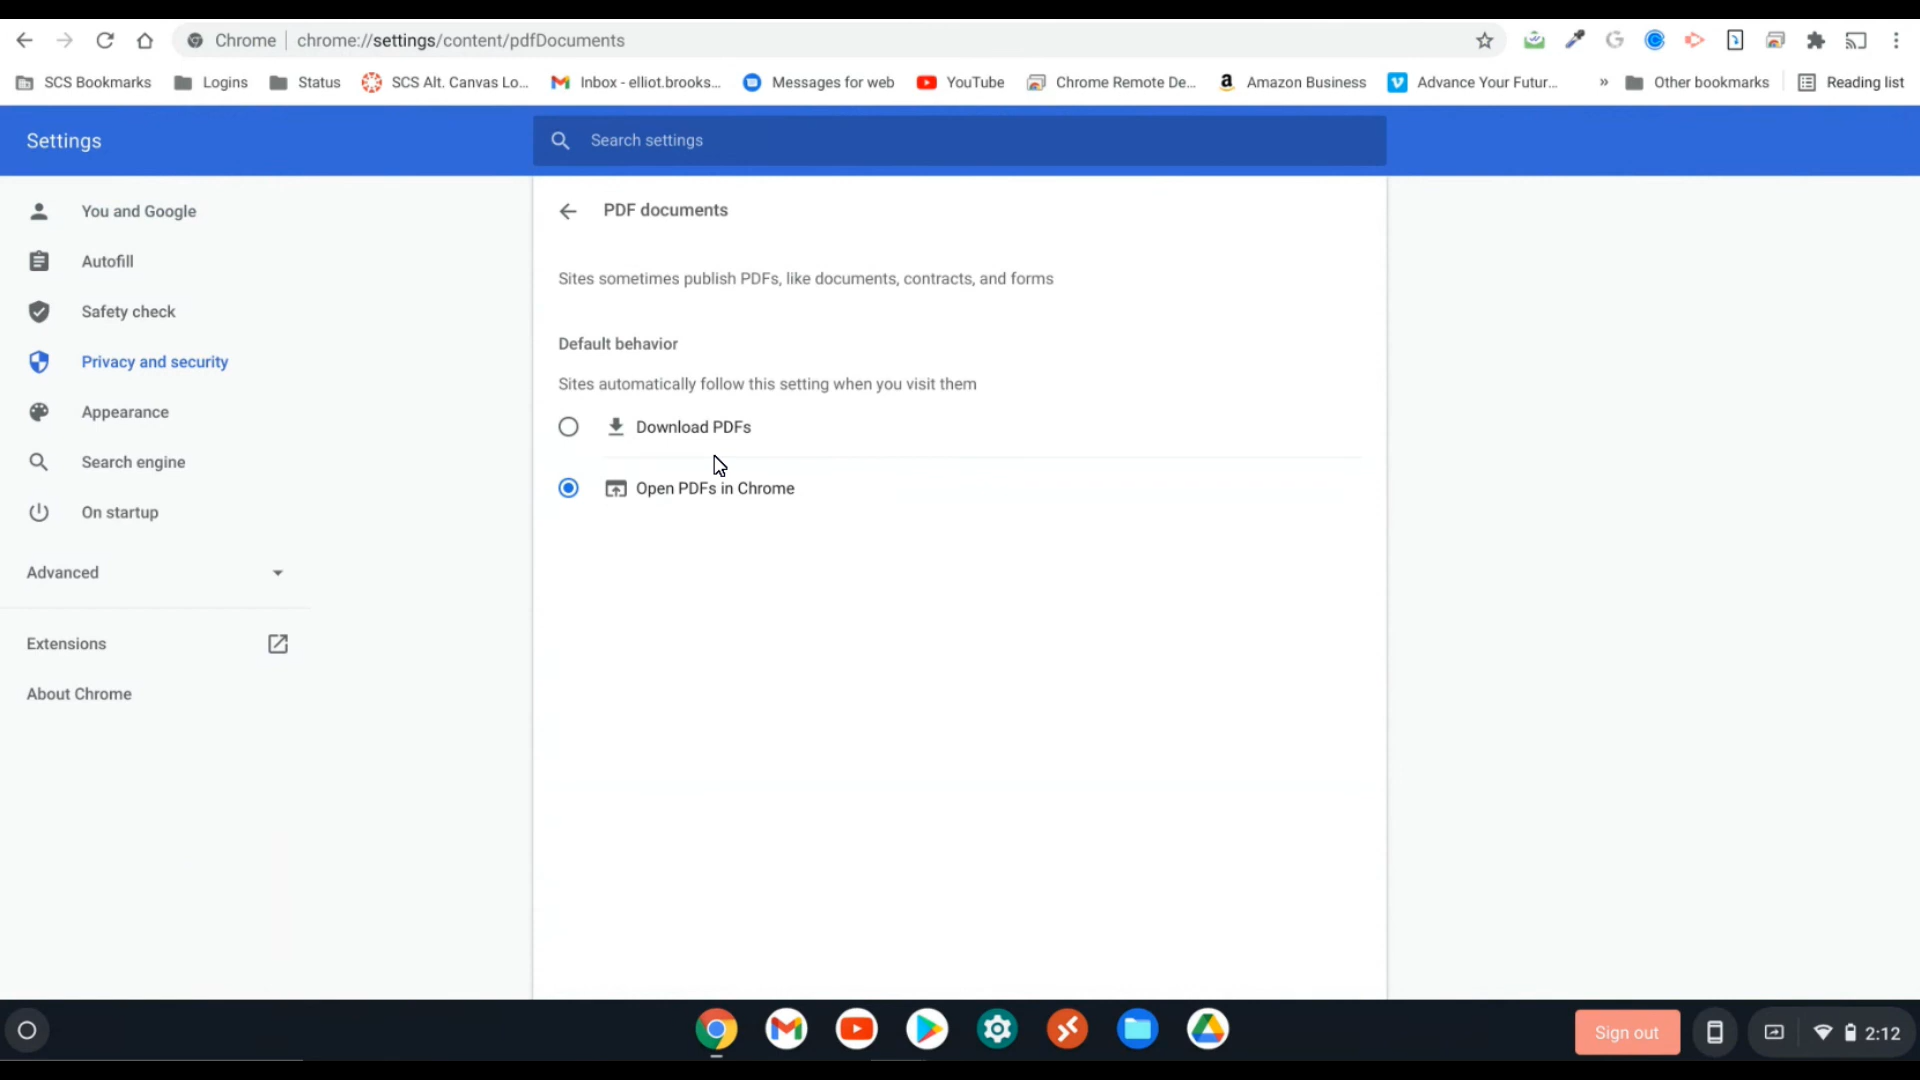 Chrome | chrome://settings/content/pdfDocuments
SCS Bookmarks Logins Status SCS Alt. Canvas Lo... Inbox - elliot.brooks... Messages for web YouTube Chrome Remote De... Amazon Business Advance Your Futur... » Other bookmarks Reading list
Settings
Search settings
You and Google
Autofill
Safety check
Privacy and security
Appearance
Search engine
On startup
Advanced
Extensions
About Chrome
PDF documents
Sites sometimes publish PDFs, like documents, contracts, and forms
Default behavior
Sites automatically follow this setting when you visit them
Download PDFs
Open PDFs in Chrome
Sign out
2:12